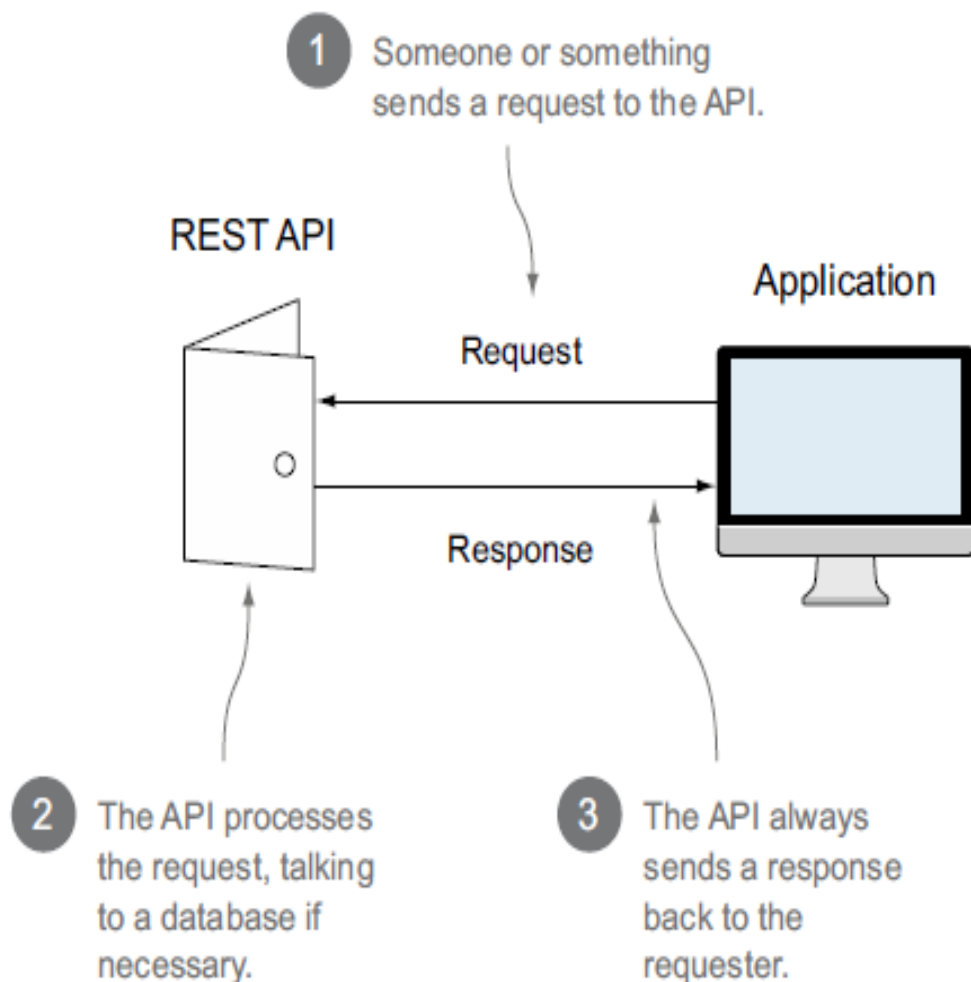 1
Someone or something
sends a request to the API.
REST API
Application
Request
Response
2
The API processes
the request, talking
to a database if
necessary.
3
The API always
sends a response
back to the
requester.